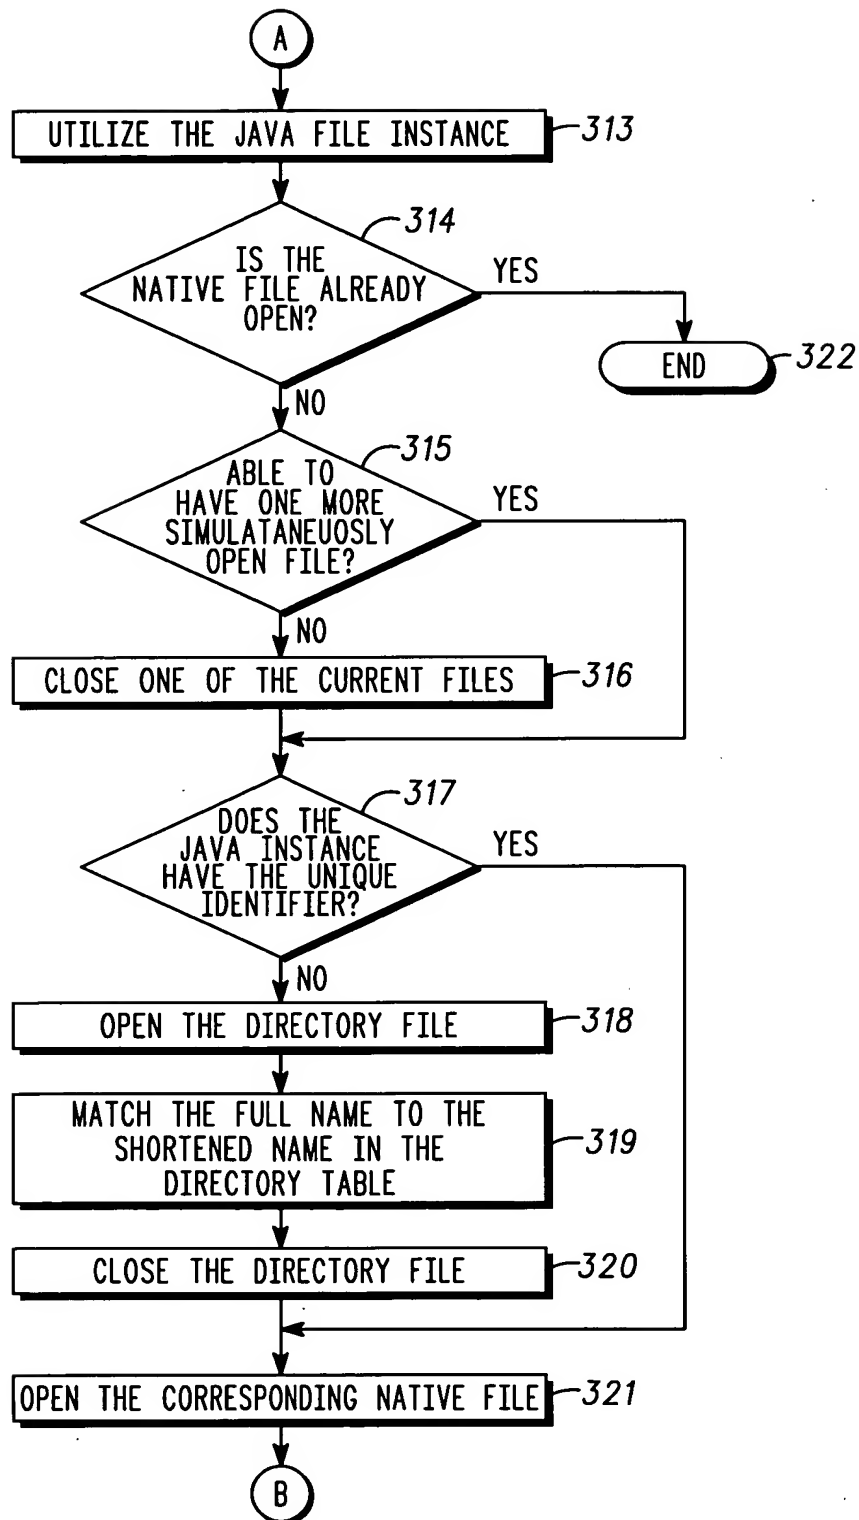 A
UTILIZE THE JAVA FILE INSTANCE
313
314
IS THE
NATIVE FILE ALREADY
OPEN?
YES
END
322
NO
315
ABLE TO
HAVE ONE MORE
SIMULATANEUOSLY
OPEN FILE?
YES
NO
CLOSE ONE OF THE CURRENT FILES
316
317
DOES THE
JAVA INSTANCE
HAVE THE UNIQUE
IDENTIFIER?
YES
NO
OPEN THE DIRECTORY FILE
318
MATCH THE FULL NAME TO THE
SHORTENED NAME IN THE
DIRECTORY TABLE
319
CLOSE THE DIRECTORY FILE
320
OPEN THE CORRESPONDING NATIVE FILE
321
B